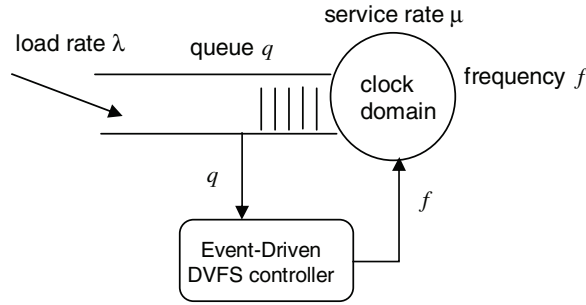 service rate μ
load rate λ
queue q
frequency f
clock
domain
q
f
Event-Driven
DVFS controller